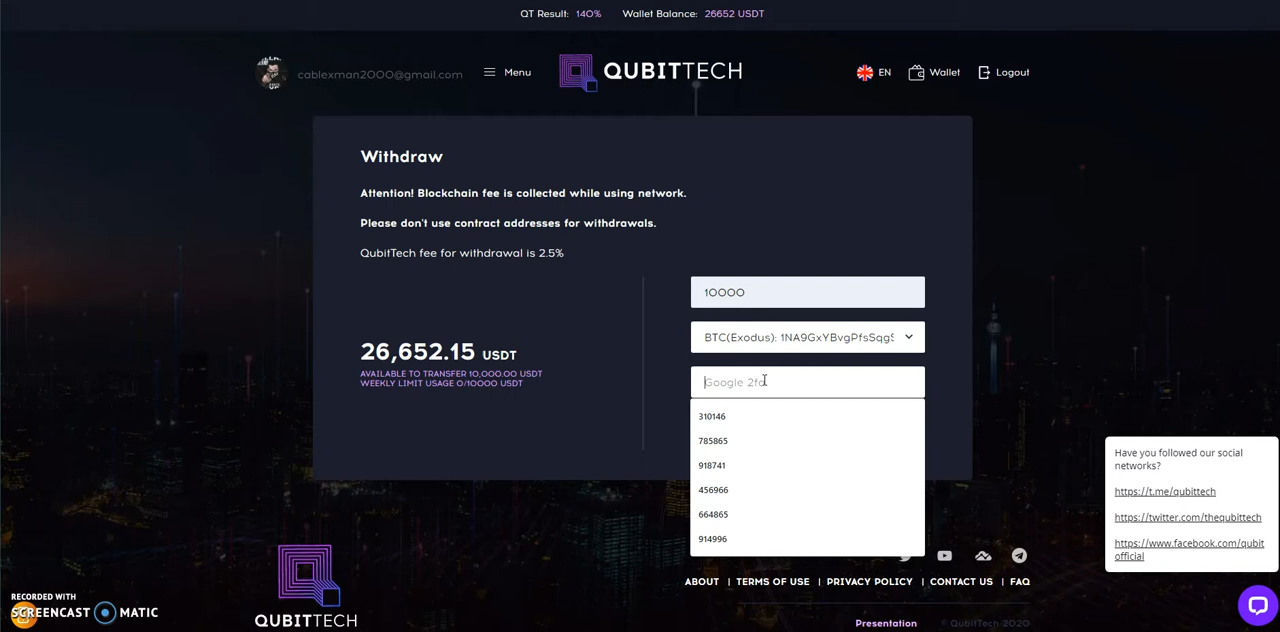 QT Result: 140% Wallet Balance: 26652 USDT
cablexman2000@gmail.com Menu QUBITTECH EN Wallet Logout
Withdraw
Attention! Blockchain fee is collected while using network.
Please don't use contract addresses for withdrawals.
QubitTech fee for withdrawal is 2.5%
10000
BTC(Exodus): 1NA9GxYBvgPfsSqg
26,652.15 USDT
AVAILABLE TO TRANSFER 10,000.00 USDT
WEEKLY LIMIT USAGE 0/10000 USDT
Google 2fa
310146
785865
918741
456966
664865
914996
Have you followed our social
networks?
https://t.me/qubittech
https://twitter.com/thequbittech
https://www.facebook.com/qubit
official
ABOUT | TERMS OF USE | PRIVACY POLICY | CONTACT US | FAQ
RECORDED WITH
SCREENCAST MATIC
QUBITTECH
Presentation © QubitTech 2020